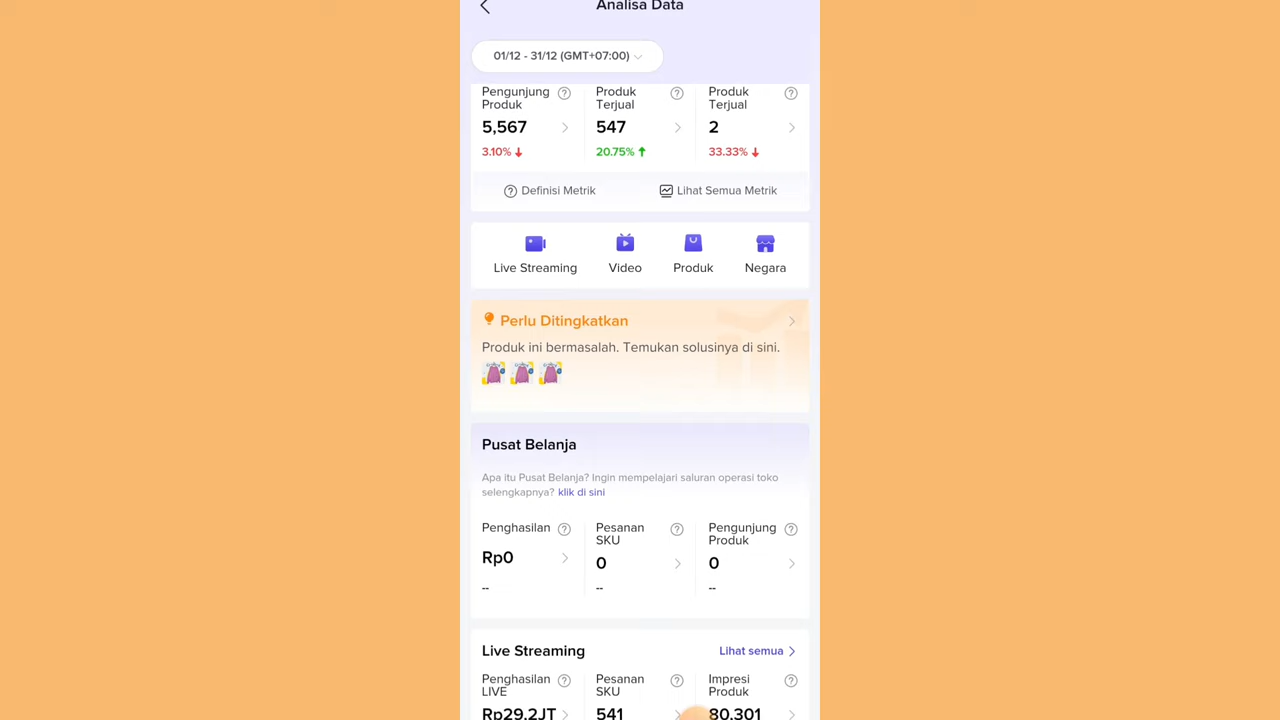 Analisa Data
01/12 - 31/12 (GMT+07:00)
Pengunjung Produk
Produk Terjual
Produk Terjual
5,567
547
2
3.10%
20.75%
33.33%
Definisi Metrik
Lihat Semua Metrik
Live Streaming
Video
Produk
Negara
Perlu Ditingkatkan
Produk ini bermasalah. Temukan solusinya di sini.
Pusat Belanja
Apa itu Pusat Belanja? Ingin mempelajari saluran operasi toko
selengkapnya? klik di sini
Penghasilan
Pesanan SKU
Pengunjung Produk
Rp0
0
0
--
--
--
Live Streaming
Lihat semua
Penghasilan LIVE
Pesanan SKU
Impresi Produk
Rp29.2JT
541
80,301